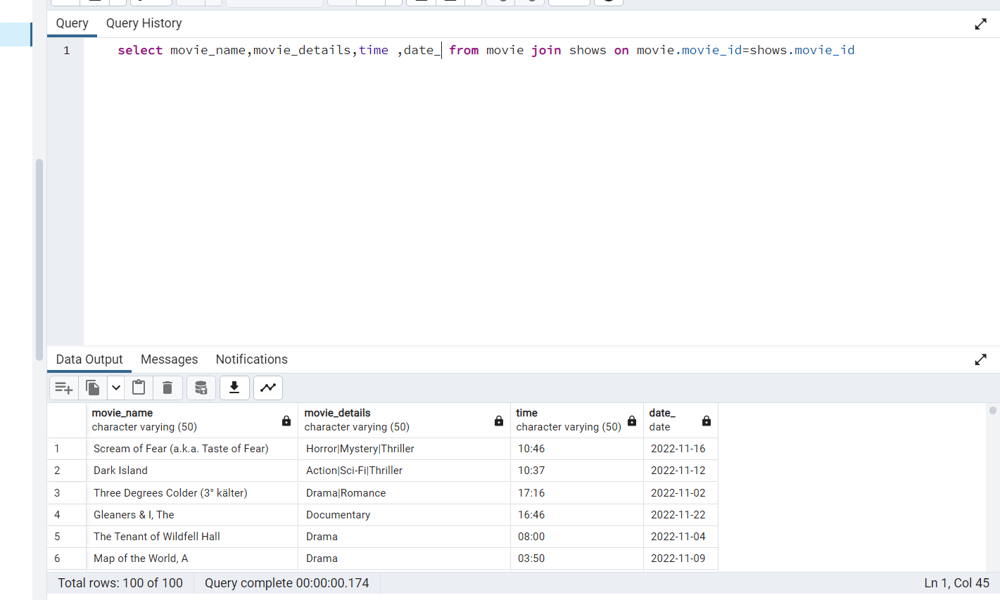 Query Query History
1 select movie_name,movie_details,time ,date_ from movie join shows on movie.movie_id=shows.movie_id
Data Output Messages Notifications
movie_name movie_details time date_
character varying (50) character varying (50) character varying (50) date
1 Scream of Fear (a.k.a. Taste of Fear) Horror|Mystery|Thriller 10:46 2022-11-16
2 Dark Island Action|Sci-Fi|Thriller 10:37 2022-11-12
3 Three Degrees Colder (3° kälter) Drama|Romance 17:16 2022-11-02
4 Gleaners & I, The Documentary 16:46 2022-11-22
5 The Tenant of Wildfell Hall Drama 08:00 2022-11-04
6 Map of the World, A Drama 03:50 2022-11-09
Total rows: 100 of 100 Query complete 00:00:00.174 Ln 1, Col 45